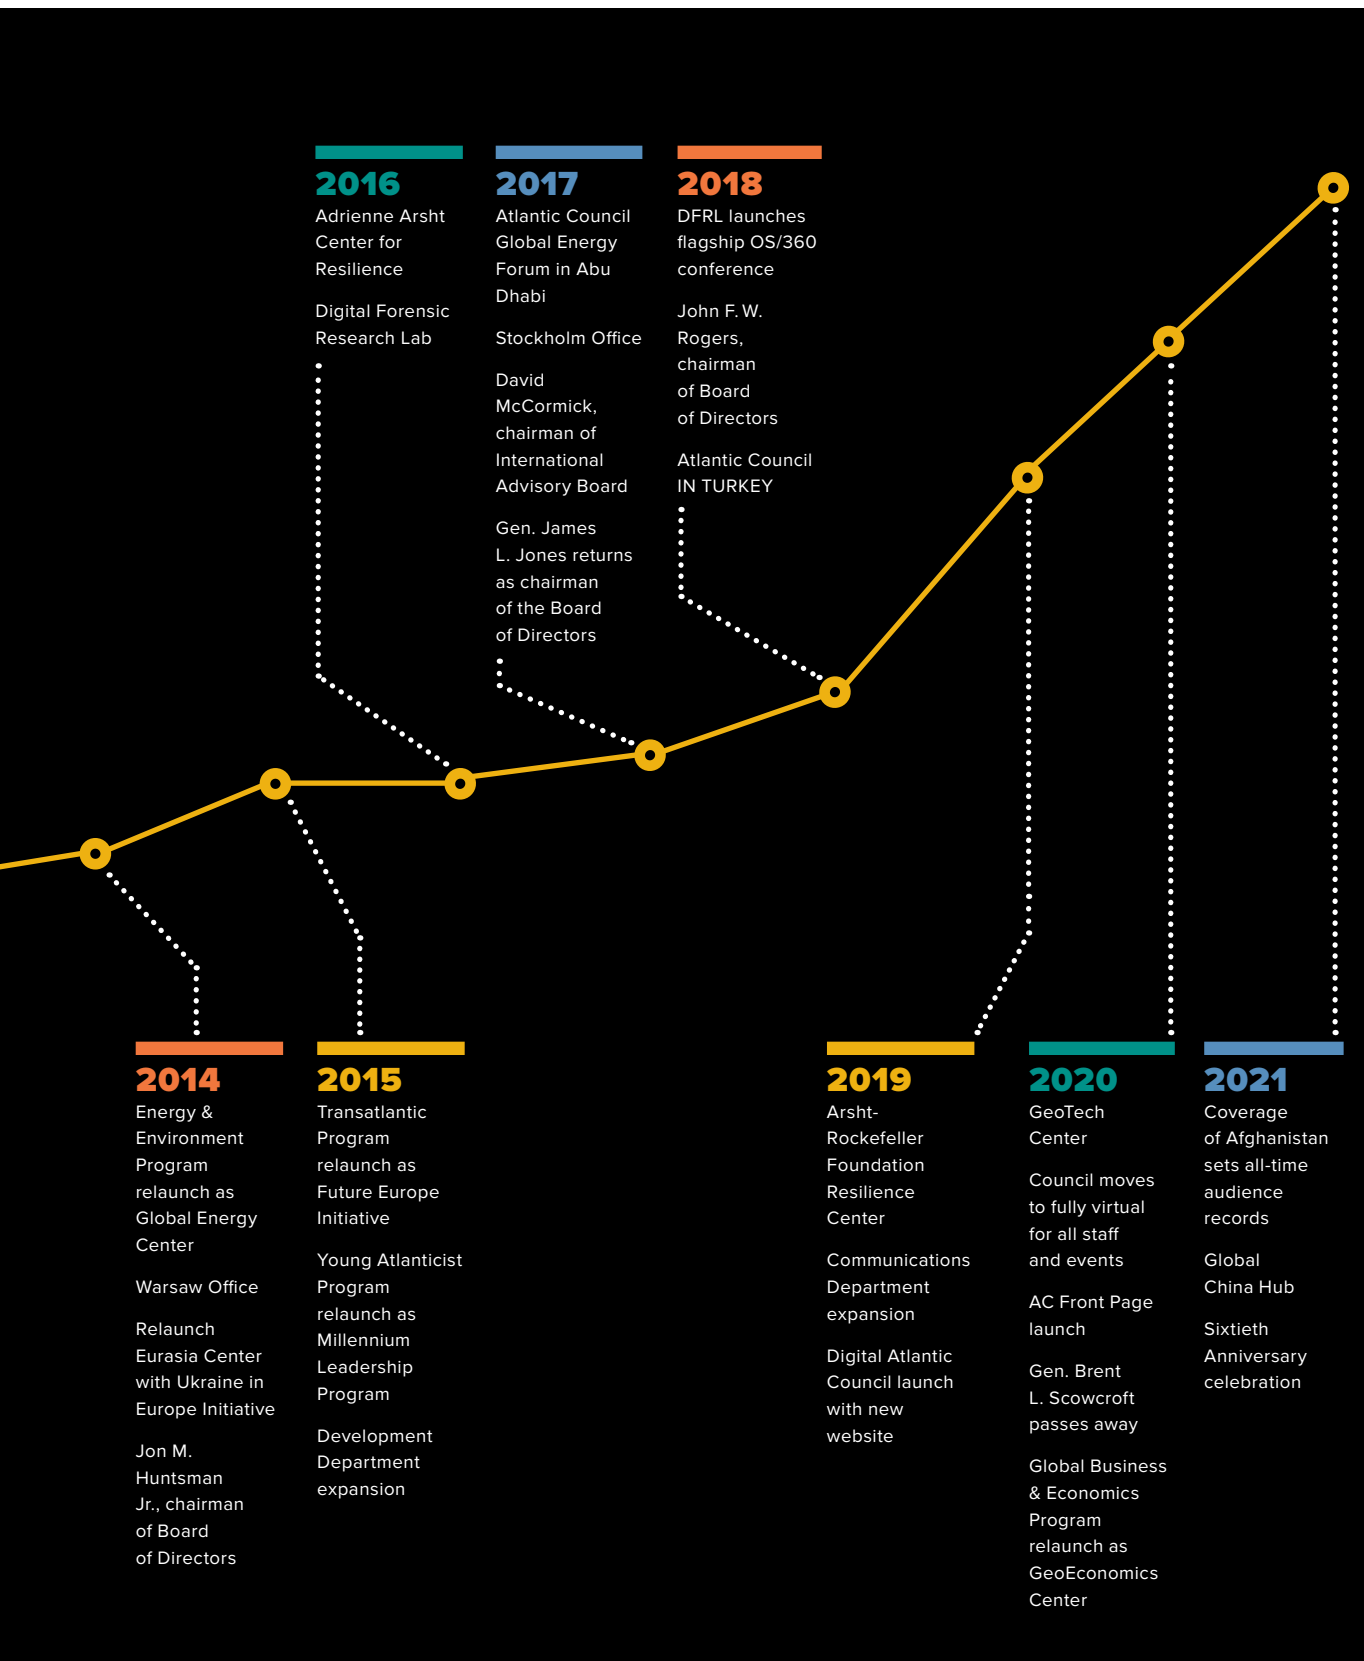 2016
Adrienne Arsht
Center for
Resilience
Digital Forensic
Research Lab
2017
Atlantic Council
Global Energy
Forum in Abu
Dhabi
Stockholm Office
David
McCormick,
chairman of
International
Advisory Board
Gen. James
L. Jones returns
as chairman
of the Board
of Directors
2018
DFRL launches
flagship OS/360
conference
John F. W.
Rogers,
chairman
of Board
of Directors
Atlantic Council
IN TURKEY
2014
Energy &
Environment
Program
relaunch as
Global Energy
Center
Warsaw Office
Relaunch
Eurasia Center
with Ukraine in
Europe Initiative
Jon M.
Huntsman
Jr., chairman
of Board
of Directors
2015
Transatlantic
Program
relaunch as
Future Europe
Initiative
Young Atlanticist
Program
relaunch as
Millennium
Leadership
Program
Development
Department
expansion
2019
Arsht-
Rockefeller
Foundation
Resilience
Center
Communications
Department
expansion
Digital Atlantic
Council launch
with new
website
2020
GeoTech
Center
Council moves
to fully virtual
for all staff
and events
AC Front Page
launch
Gen. Brent
L. Scowcroft
passes away
Global Business
& Economics
Program
relaunch as
GeoEconomics
Center
2021
Coverage
of Afghanistan
sets all-time
audience
records
Global
China Hub
Sixtieth
Anniversary
celebration